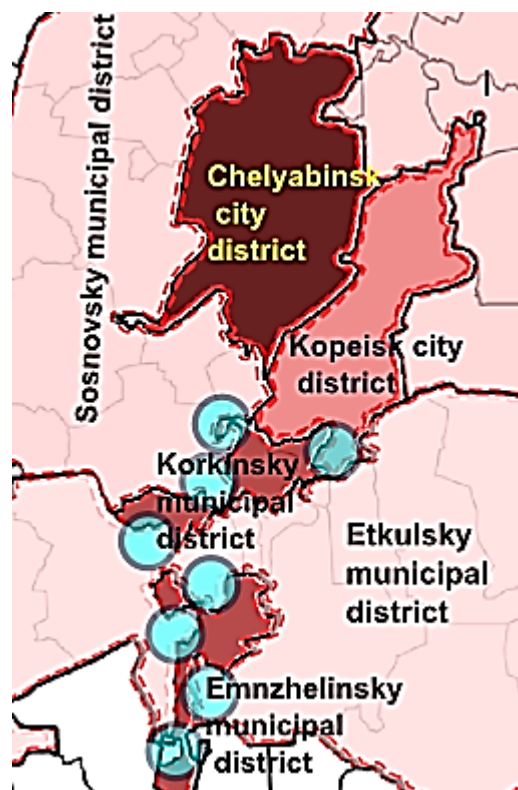 Sosnovsky municipal district
Chelyabinsk
city
district
Kopeisk city
district
Korkinsky
municipal
district
Etkulsky
municipal
district
Emnzhelinsky
municipal
district